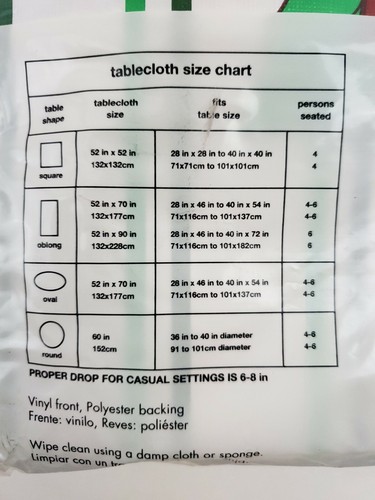 tablecloth size chart
table shape tablecloth size fits table size persons seated
52 in x 52 in 28 in x 28 in to 40 in x 40 in 4
132x132cm 71x71cm to 101x101cm 4
square
52 in x 70 in 28 in x 46 in to 40 in x 54 in 4-6
132x177cm 71x116cm to 101x137cm 4-6
52 in x 90 in 28 in x 46 in to 40 in x 72 in 6
oblong 132x228cm 71x116cm to 101x182cm 6
52 in x 70 in 28 in x 46 in to 40 in x 54 in 4-6
132x177cm 71x116cm to 101x137cm 4-6
oval
60 in 36 in to 40 in diameter 4-6
152cm 91 to 101cm diameter 4-6
round
PROPER DROP FOR CASUAL SETTINGS IS 6-8 in
Vinyl front, Polyester backing
Frente: vinilo, Reves: poliéster
Wipe clean using a damp cloth or sponge.
Limpiar con un